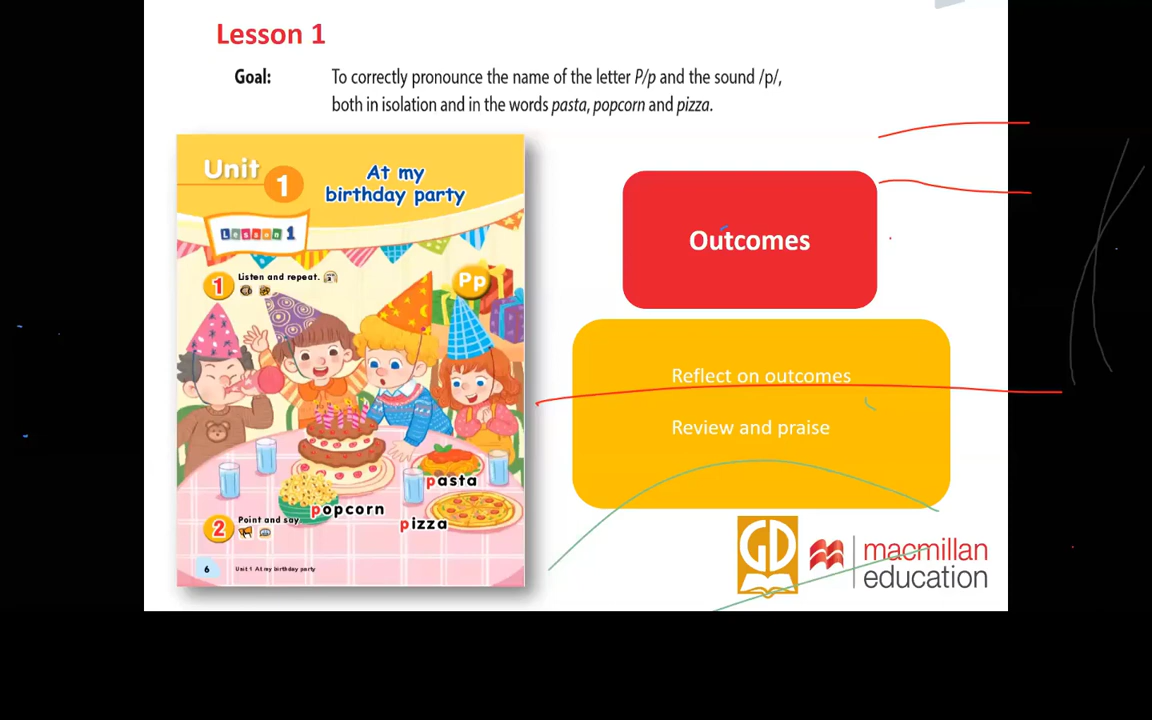 Lesson 1
Goal: To correctly pronounce the name of the letter P/p and the sound /p/,
both in isolation and in the words pasta, popcorn and pizza.
Unit 1
At my
birthday party
Lesson 1
1 Listen and repeat.
Pp
pasta
popcorn
pizza
2 Point and say
6 Unit 1 At my birthday party
Outcomes
Reflect on outcomes
Review and praise
GD
macmillan
education